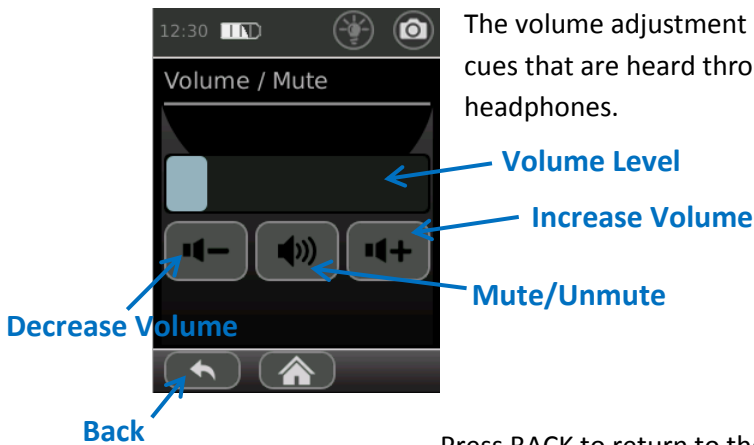 12:30
Volume / Mute
The volume adjustment
cues that are heard thro
headphones.
Volume Level
Increase Volume
Mute/Unmute
Decrease Volume
Back
Press BACK to return to th